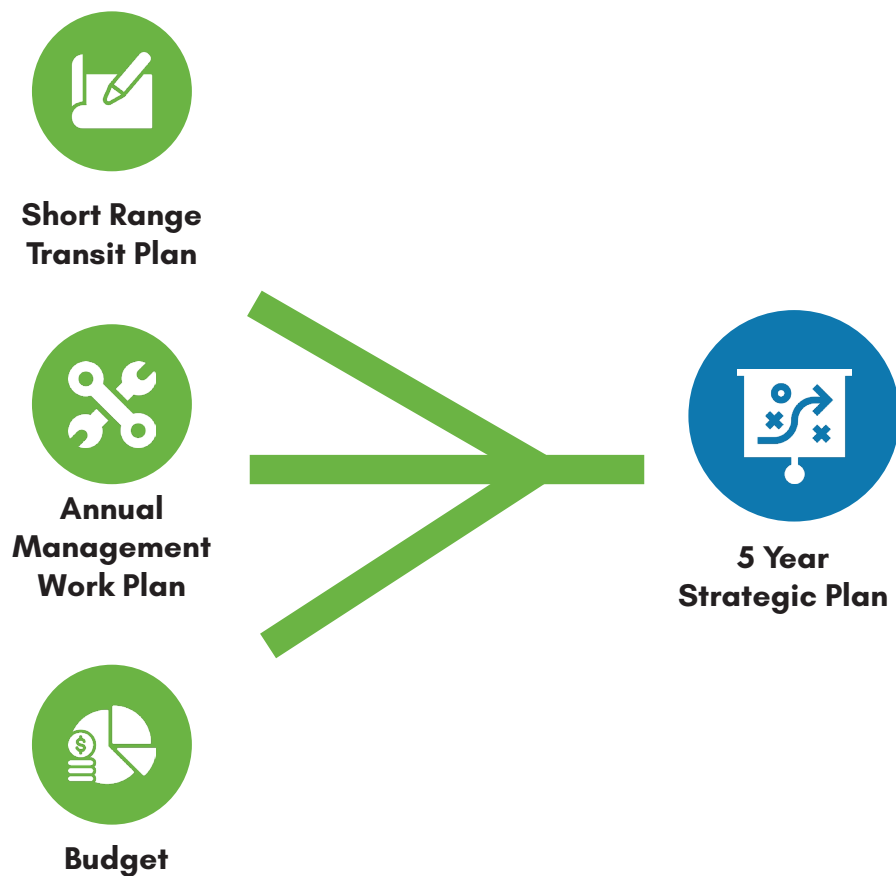 Short Range
Transit Plan
Annual
Management
Work Plan
$
Budget
5 Year
Strategic Plan